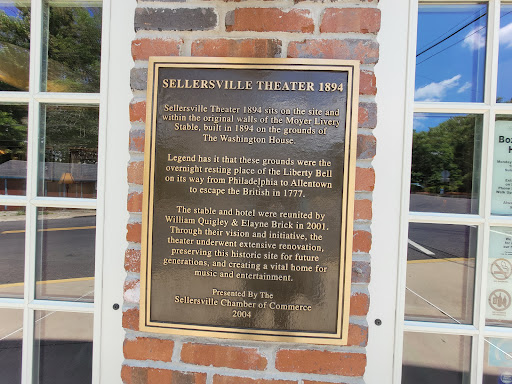 SELLERSVILLE THEATER 1894
Sellersville Theater 1894 sits on the site and
within the original walls of the Moyer Livery
Stable, built in 1894 on the grounds of
The Washington House.
Legend has it that these grounds were the
overnight resting place of the Liberty Bell
on its way from Philadelphia to Allentown
to escape the British in 1777.
The stable and hotel were reunited by
William Quigley & Elayne Brick in 2001.
Through their vision and initiative, the
theater underwent extensive renovation,
preserving this historic site for future
generations, and creating a vital home for
music and entertainment.
Presented By The
Sellersville Chamber of Commerce
2004